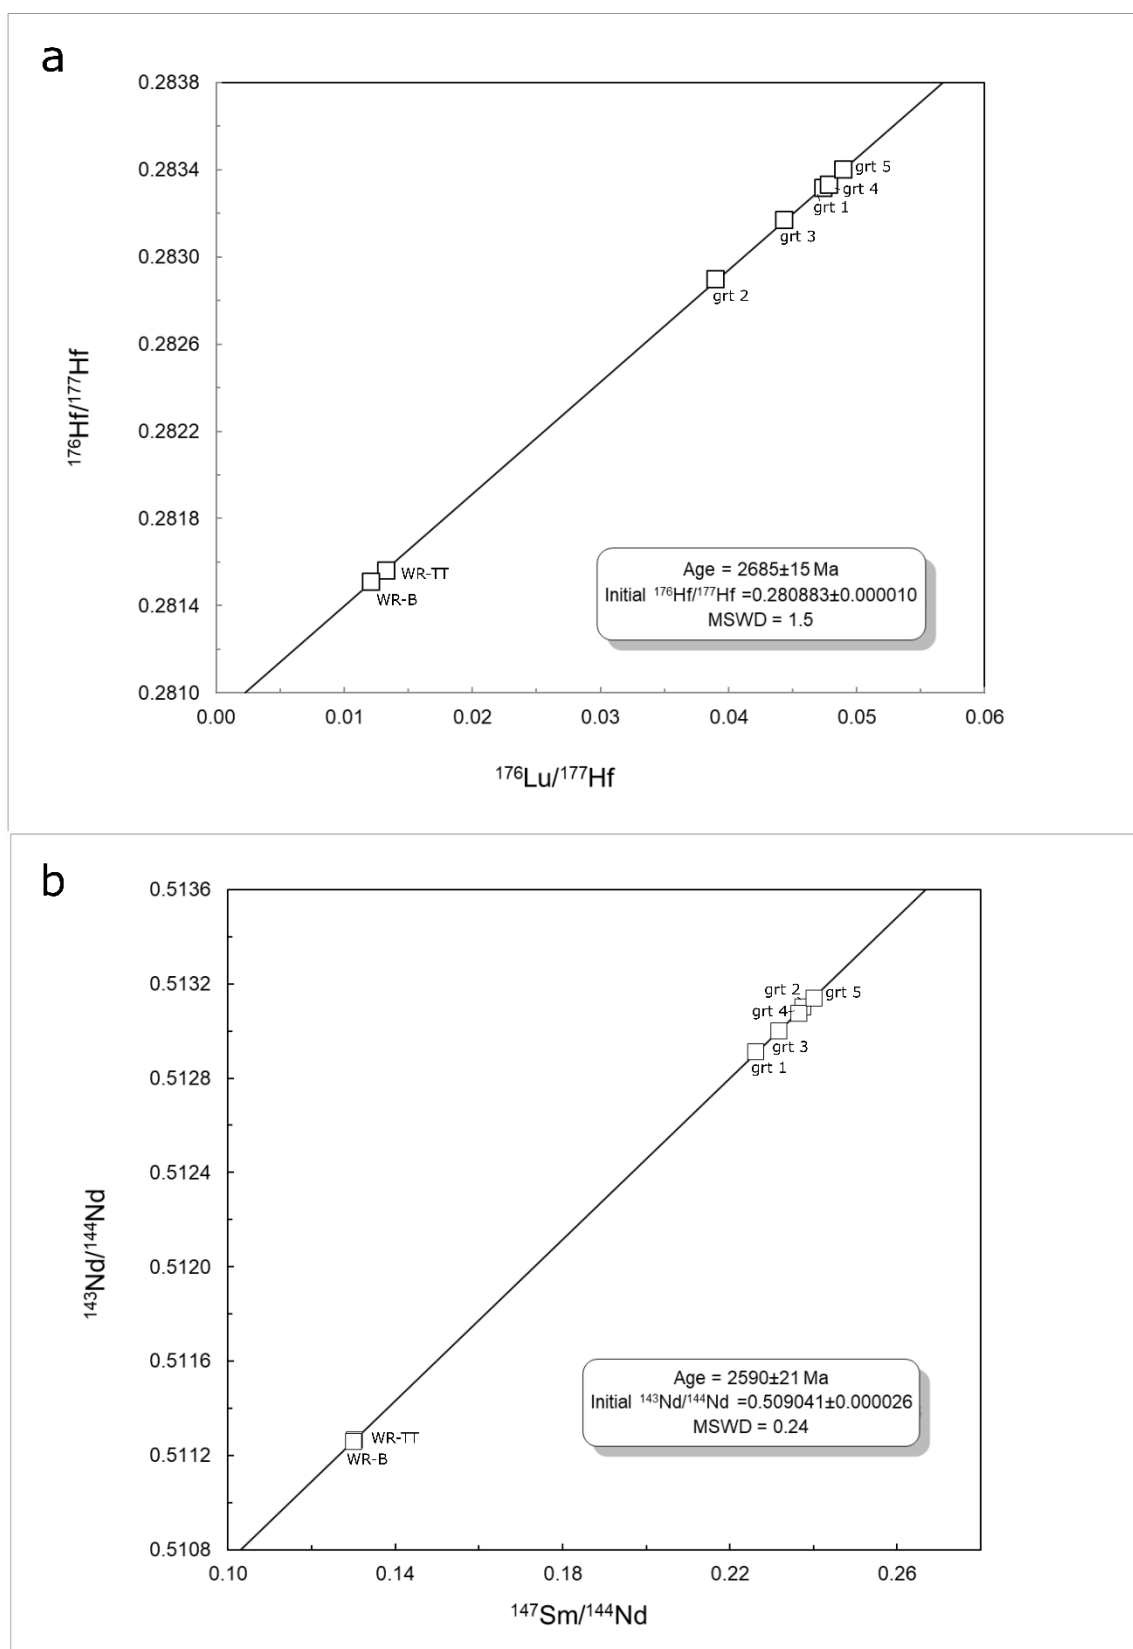 a
0.2838
0.2834
0.2830
0.2826
0.2822
0.2818
0.2814
0.2810
¹⁷⁶Hf/¹⁷⁷Hf
grt 5
grt 4
grt 1
grt 3
grt 2
WR-TT
WR-B
Age = 2685±15 Ma
Initial ¹⁷⁶Hf/¹⁷⁷Hf =0.280883±0.000010
MSWD = 1.5
0.00 0.01 0.02 0.03 0.04 0.05 0.06
¹⁷⁶Lu/¹⁷⁷Hf
b
0.5136
0.5132
0.5128
0.5124
0.5120
0.5116
0.5112
0.5108
¹⁴³Nd/¹⁴⁴Nd
grt 2
grt 5
grt 4
grt 3
grt 1
WR-TT
WR-B
Age = 2590±21 Ma
Initial ¹⁴³Nd/¹⁴⁴Nd =0.509041±0.000026
MSWD = 0.24
0.10 0.14 0.18 0.22 0.26
¹⁴⁷Sm/¹⁴⁴Nd